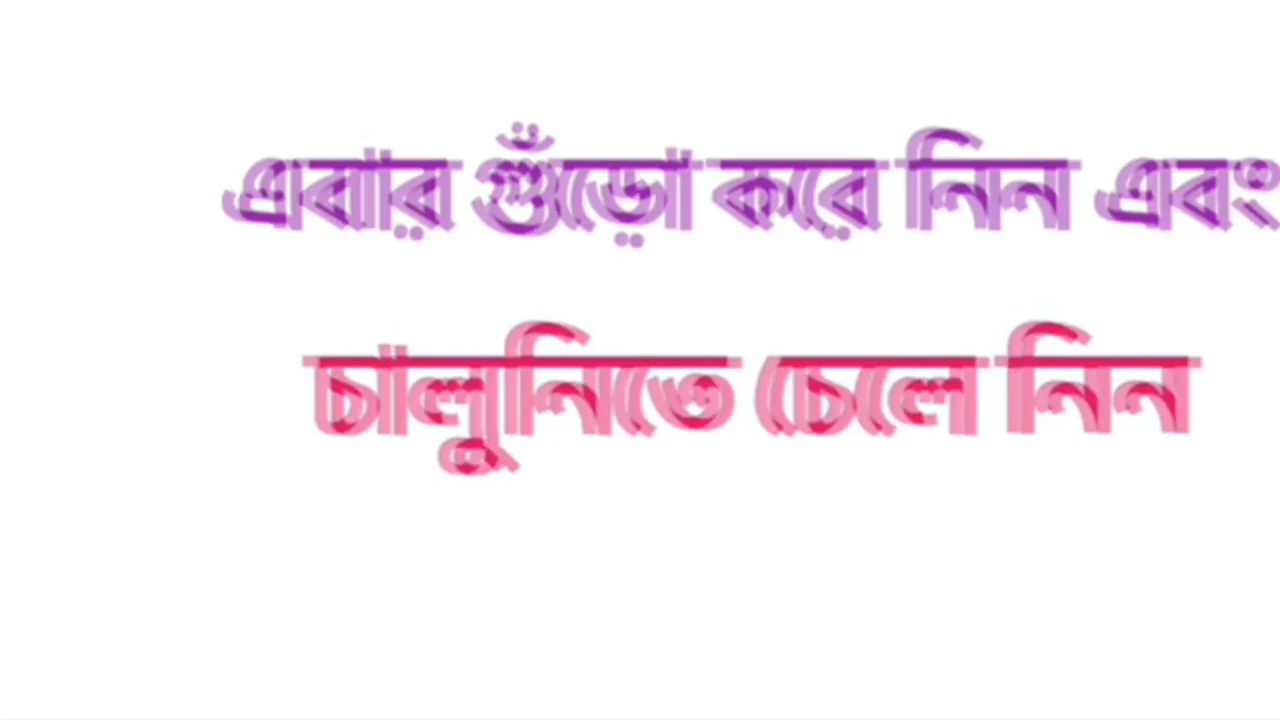 এবার গুঁড়ো করে নিন এবং
চালুনিতে চেলে নিন